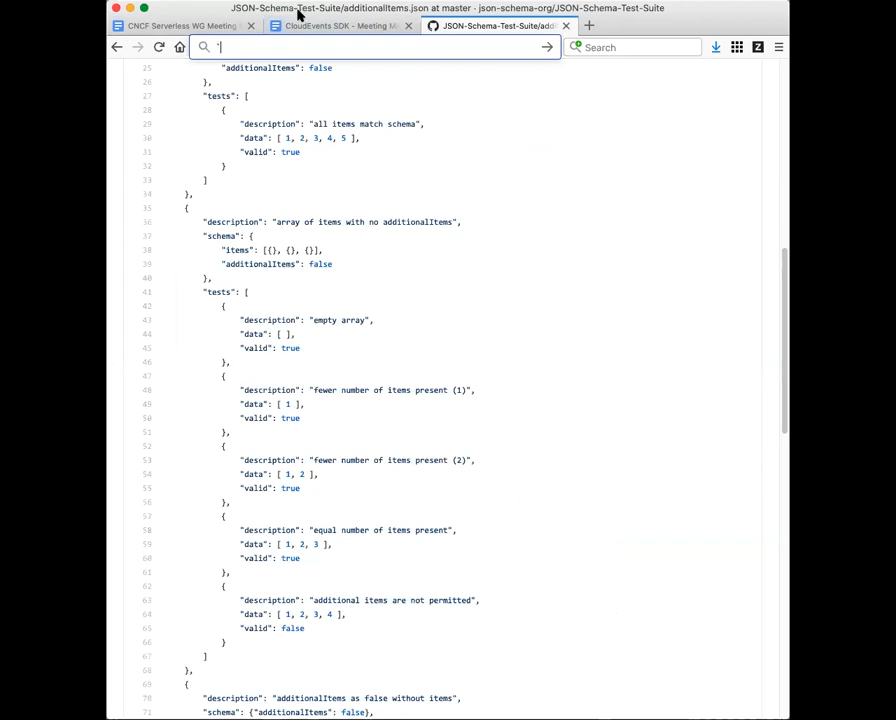 JSON-Schema-Test-Suite/additionalItems.json at master · json-schema-org/JSON-Schema-Test-Suite
CNCF Serverless WG Meeting
CloudEvents SDK - Meeting M
JSON-Schema-Test-Suite/addi
'
Search
25 "additionalItems": false
26 },
27 "tests": [
28 {
29 "description": "all items match schema",
30 "data": [ 1, 2, 3, 4, 5 ],
31 "valid": true
32 }
33 ]
34 },
35 {
36 "description": "array of items with no additionalItems",
37 "schema": {
38 "items": [{}, {}, {}],
39 "additionalItems": false
40 },
41 "tests": [
42 {
43 "description": "empty array",
44 "data": [ ],
45 "valid": true
46 },
47 {
48 "description": "fewer number of items present (1)",
49 "data": [ 1 ],
50 "valid": true
51 },
52 {
53 "description": "fewer number of items present (2)",
54 "data": [ 1, 2 ],
55 "valid": true
56 },
57 {
58 "description": "equal number of items present",
59 "data": [ 1, 2, 3 ],
60 "valid": true
61 },
62 {
63 "description": "additional items are not permitted",
64 "data": [ 1, 2, 3, 4 ],
65 "valid": false
66 }
67 ]
68 },
69 {
70 "description": "additionalItems as false without items",
71 "schema": {"additionalItems": false},